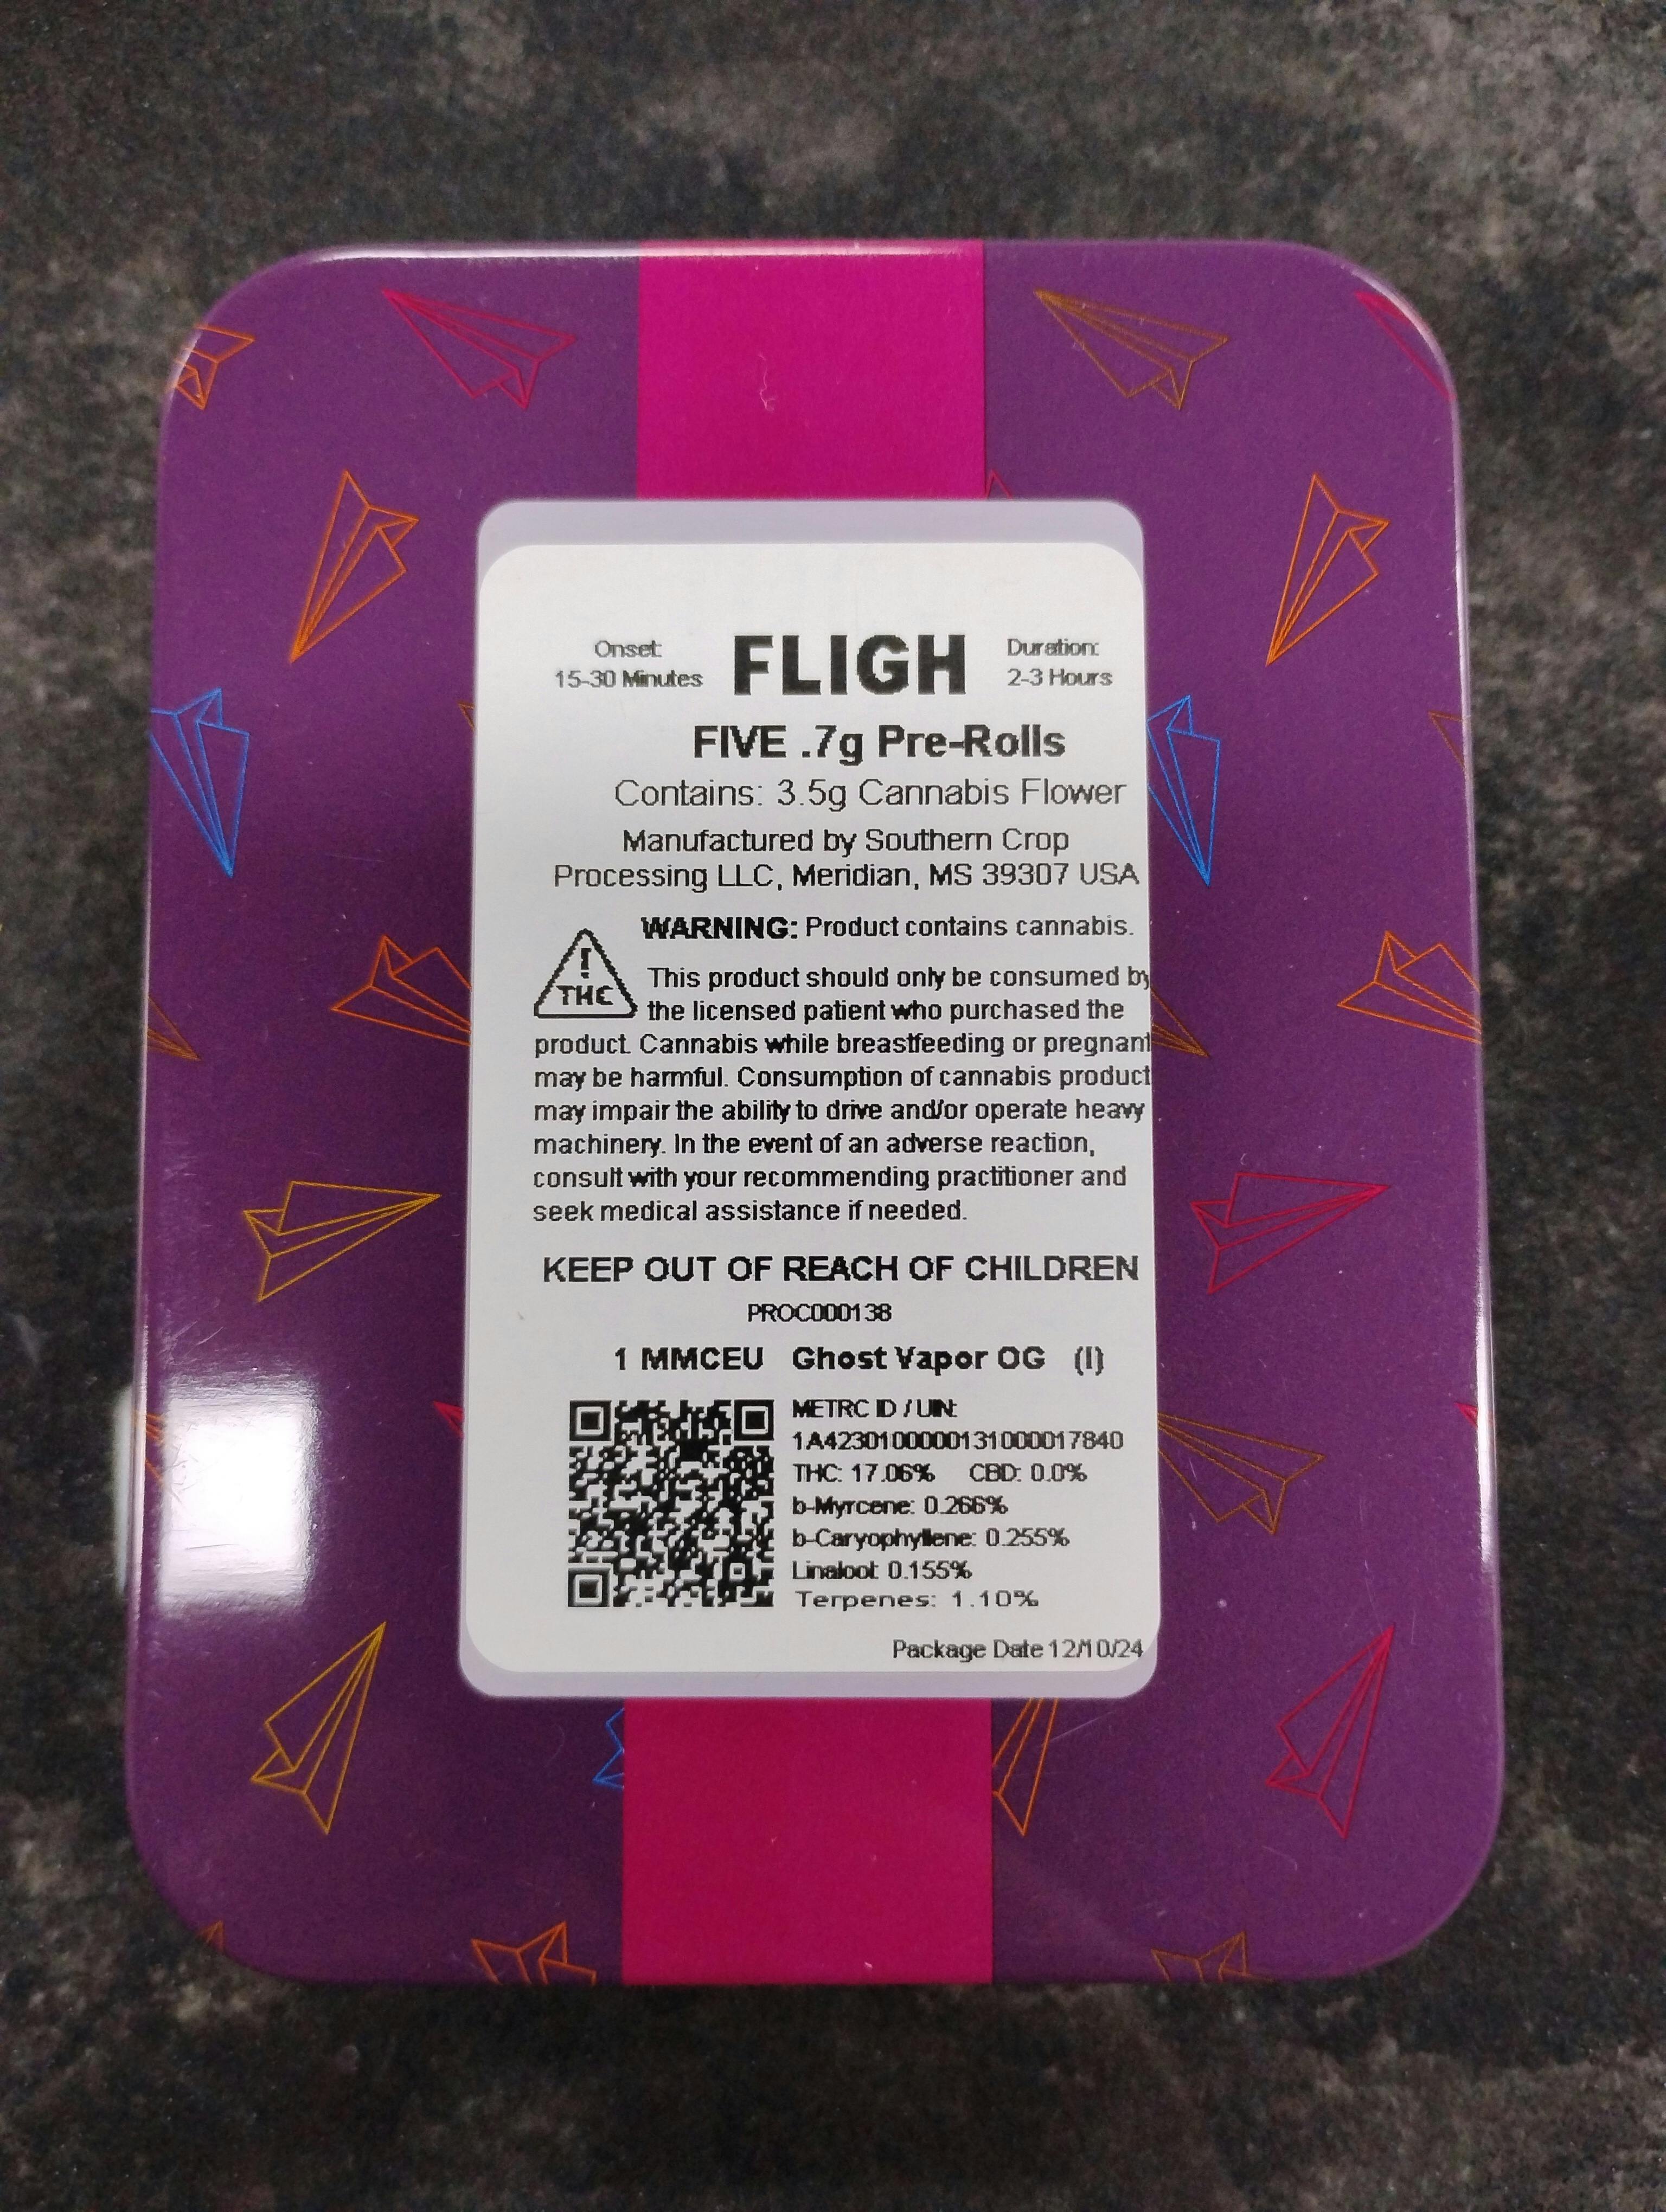 Onset:
15-30 Minutes
FLIGH
Duration:
2-3 Hours
FIVE .7g Pre-Rolls
Contains: 3.5g Cannabis Flower
Manufactured by Southern Crop
Processing LLC, Meridian, MS 39307 USA
WARNING: Product contains cannabis.
!
THC
This product should only be consumed by
the licensed patient who purchased the
product. Cannabis while breastfeeding or pregnant
may be harmful. Consumption of cannabis product
may impair the ability to drive and/or operate heavy
machinery. In the event of an adverse reaction,
consult with your recommending practitioner and
seek medical assistance if needed.
KEEP OUT OF REACH OF CHILDREN
PROC000138
1 MMCEU Ghost Vapor OG (I)
METRC ID / UIN:
1A4230100000131000017840
THC: 17.06% CBD: 0.0%
b-Myrcene: 0.266%
b-Caryophyllene: 0.255%
Linalool: 0.155%
Terpenes: 1.10%
Package Date 12/10/24